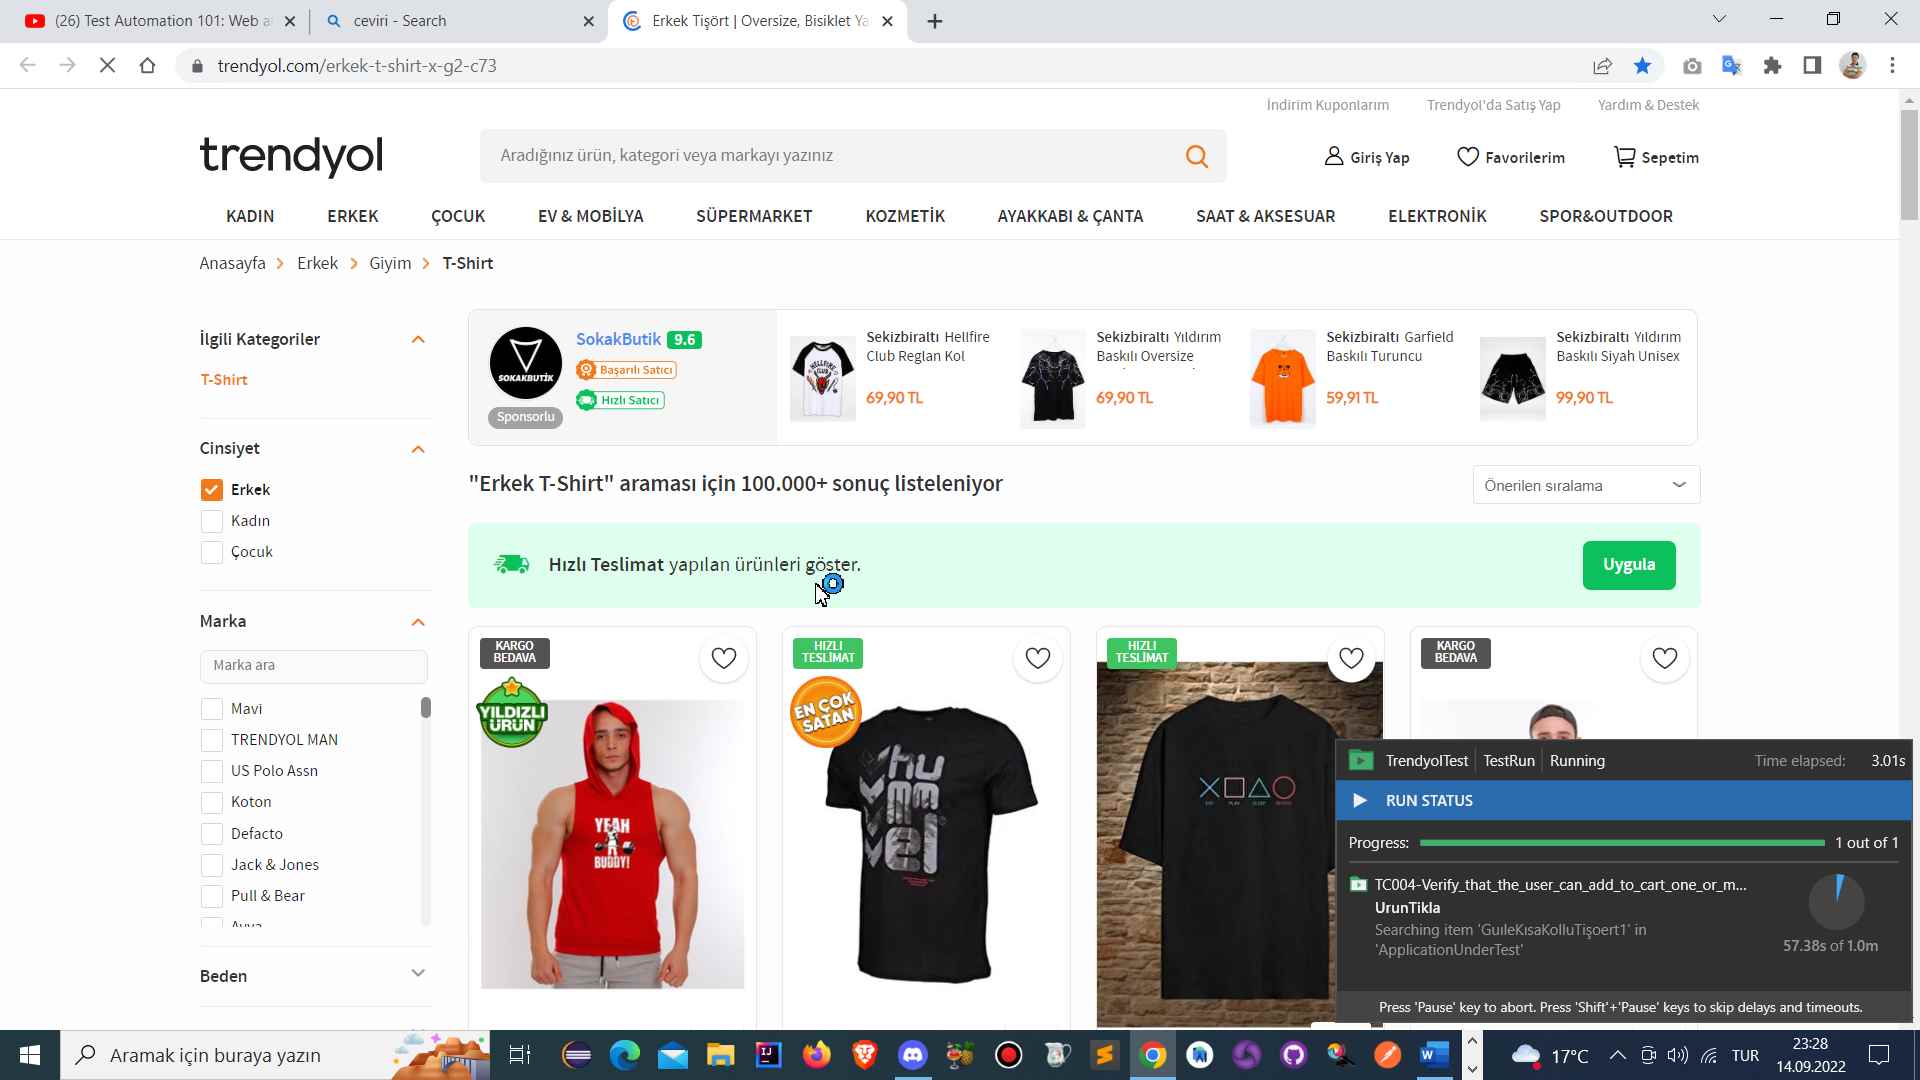 (26) Test Automation 101: Web a
ceviri - Search
Erkek Tişört | Oversize, Bisiklet Ya
trendyol.com/erkek-t-shirt-x-g2-c73
İndirim Kuponlarım
Trendyol'da Satış Yap
Yardım & Destek
trendyol
Aradığınız ürün, kategori veya markayı yazınız
Giriş Yap
Favorilerim
Sepetim
KADIN
ERKEK
ÇOCUK
EV & MOBİLYA
SÜPERMARKET
KOZMETİK
AYAKKABI & ÇANTA
SAAT & AKSESUAR
ELEKTRONİK
SPOR&OUTDOOR
Anasayfa > Erkek > Giyim > T-Shirt
İlgili Kategoriler
T-Shirt
Cinsiyet
Erkek
Kadın
Çocuk
Marka
Marka ara
Mavi
TRENDYOL MAN
US Polo Assn
Koton
Defacto
Jack & Jones
Pull & Bear
Avva
Beden
SOKAKBUTİK
Sponsorlu
SokakButik 9.6
Başarılı Satıcı
Hızlı Satıcı
Sekizbiraltı Hellfire
Club Reglan Kol
69,90 TL
Sekizbiraltı Yıldırım
Baskılı Oversize
69,90 TL
Sekizbiraltı Garfield
Baskılı Turuncu
59,91 TL
Sekizbiraltı Yıldırım
Baskılı Siyah Unisex
99,90 TL
"Erkek T-Shirt" araması için 100.000+ sonuç listeleniyor
Önerilen sıralama
Hızlı Teslimat yapılan ürünleri göster.
Uygula
KARGO
BEDAVA
YILDIZLI
ÜRÜN
YEAH
BUDDY!
HIZLI
TESLİMAT
EN ÇOK
SATAN
hu
mm
el
HIZLI
TESLİMAT
KARGO
BEDAVA
TrendyolTest
TestRun
Running
Time elapsed: 3.01s
RUN STATUS
Progress:
1 out of 1
TC004-Verify_that_the_user_can_add_to_cart_one_or_m...
UrunTikla
Searching item 'GuıleKısaKolluTişoert1' in
'ApplicationUnderTest'
57.38s of 1.0m
Press 'Pause' key to abort. Press 'Shift'+'Pause' keys to skip delays and timeouts.
Aramak için buraya yazın
17°C
TUR
23:28
14.09.2022